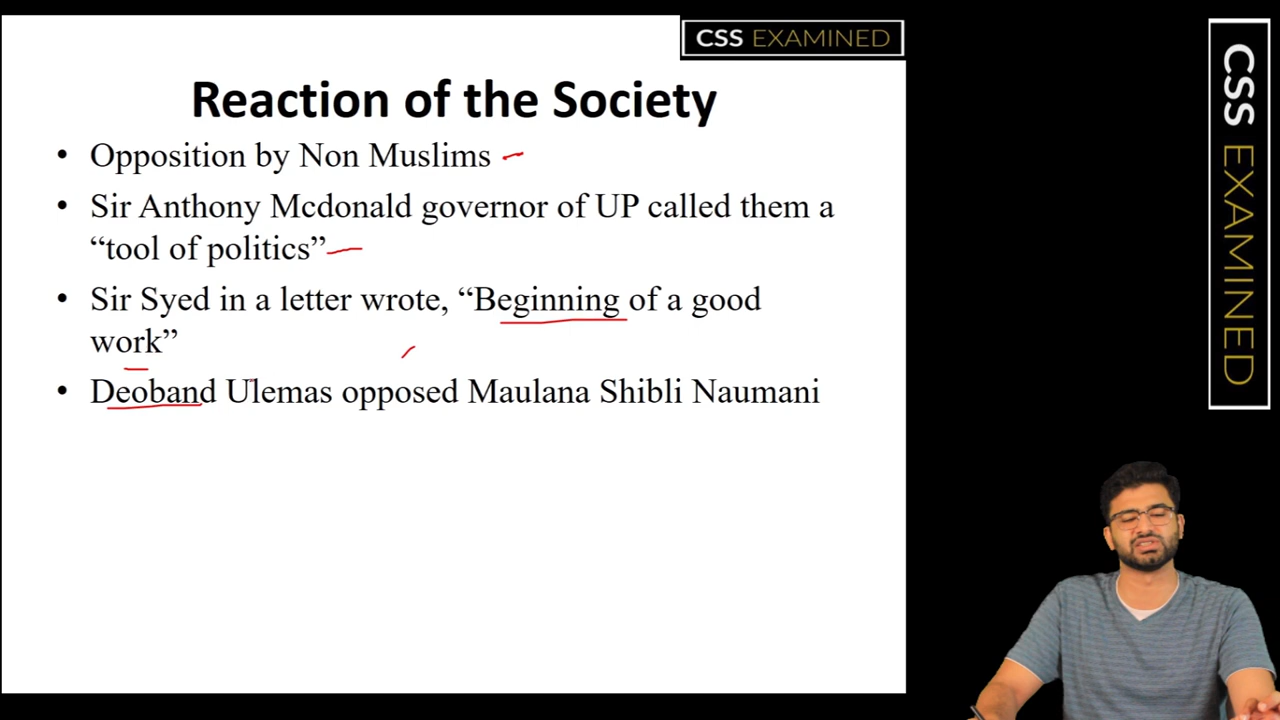 CSS EXAMINED
Reaction of the Society
• Opposition by Non Muslims
• Sir Anthony Mcdonald governor of UP called them a
“tool of politics”
• Sir Syed in a letter wrote, “Beginning of a good
work”
• Deoband Ulemas opposed Maulana Shibli Naumani
CSS EXAMINED